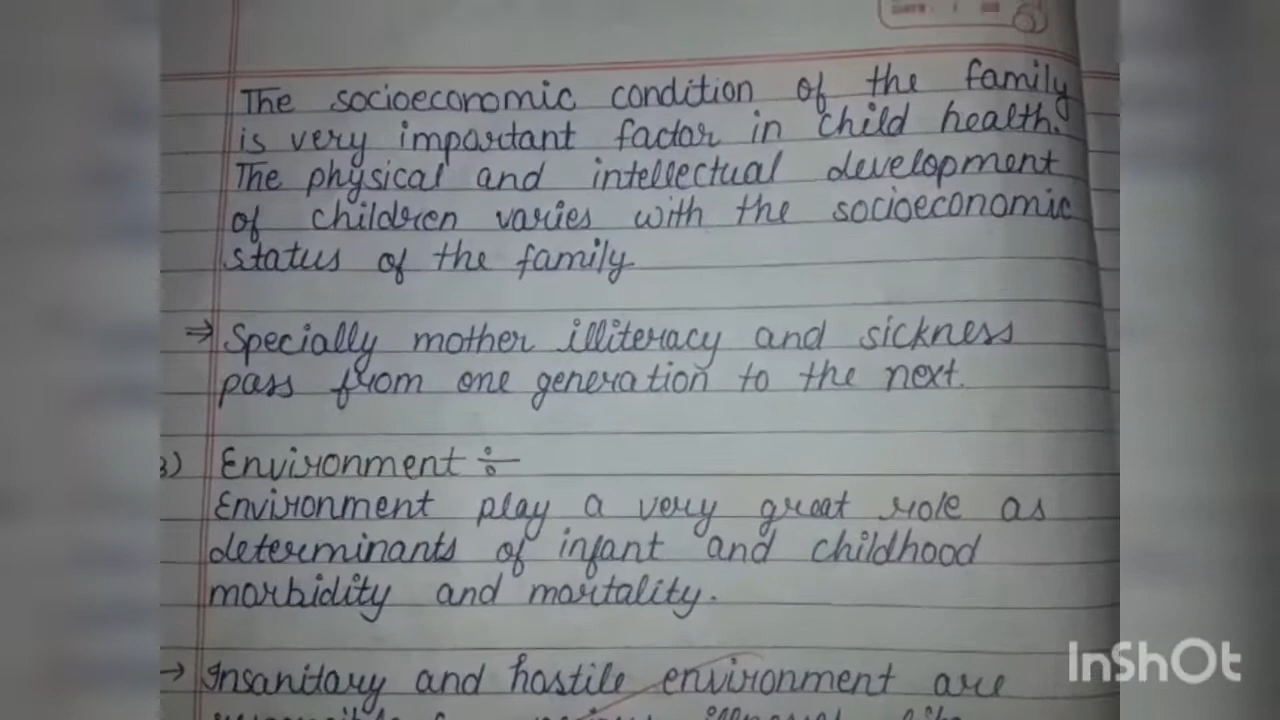 The socioeconomic condition of the family
is very important factor in child health.
The physical and intellectual development
of children varies with the socioeconomic
status of the family
⇒ Specially mother illiteracy and sickness
pass from one generation to the next.
3) Environment ÷
Environment play a very great role as
determinants of infant and childhood
morbidity and mortality.
→ Insanitary and hostile environment are
InShOt